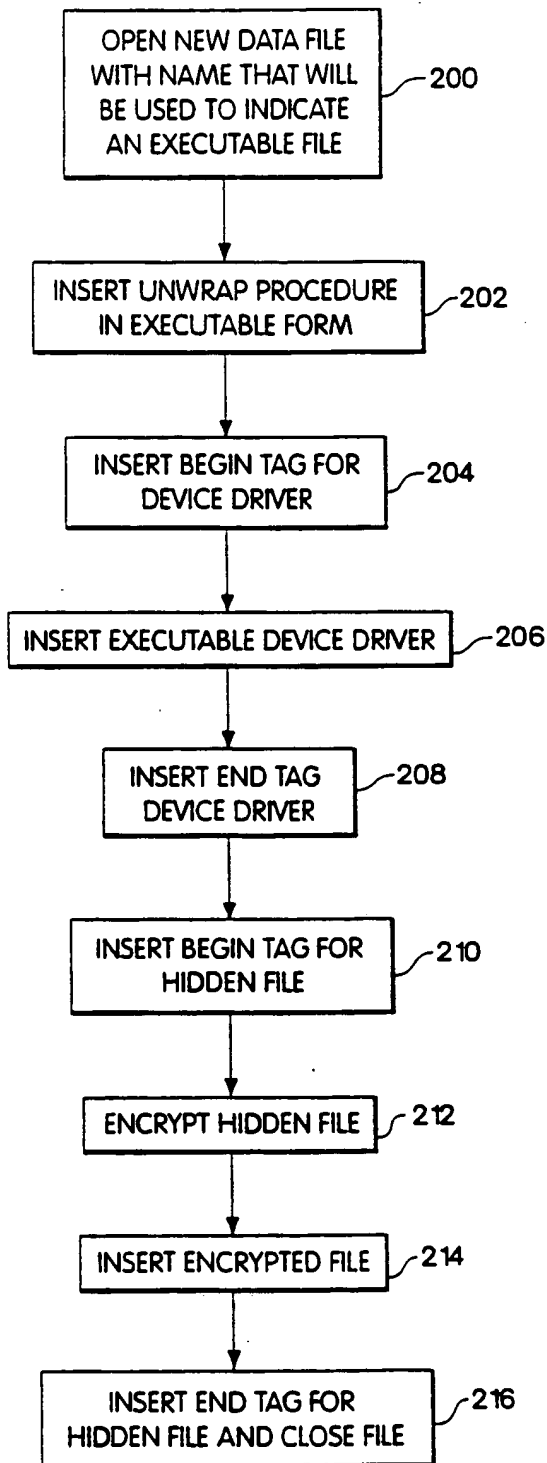 OPEN NEW DATA FILE
WITH NAME THAT WILL
BE USED TO INDICATE
AN EXECUTABLE FILE
200
INSERT UNWRAP PROCEDURE
IN EXECUTABLE FORM
202
INSERT BEGIN TAG FOR
DEVICE DRIVER
204
INSERT EXECUTABLE DEVICE DRIVER
206
INSERT END TAG
DEVICE DRIVER
208
INSERT BEGIN TAG FOR
HIDDEN FILE
210
ENCRYPT HIDDEN FILE
212
INSERT ENCRYPTED FILE
214
INSERT END TAG FOR
HIDDEN FILE AND CLOSE FILE
216